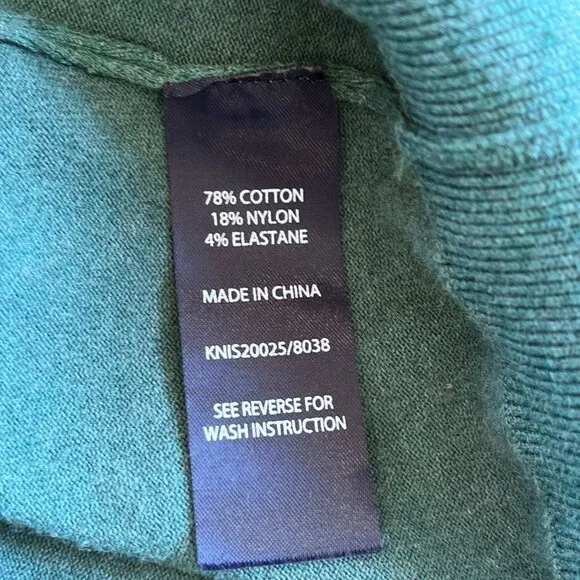 78% COTTON
18% NYLON
4% ELASTANE
MADE IN CHINA
KNIS20025/8038
SEE REVERSE FOR
WASH INSTRUCTION